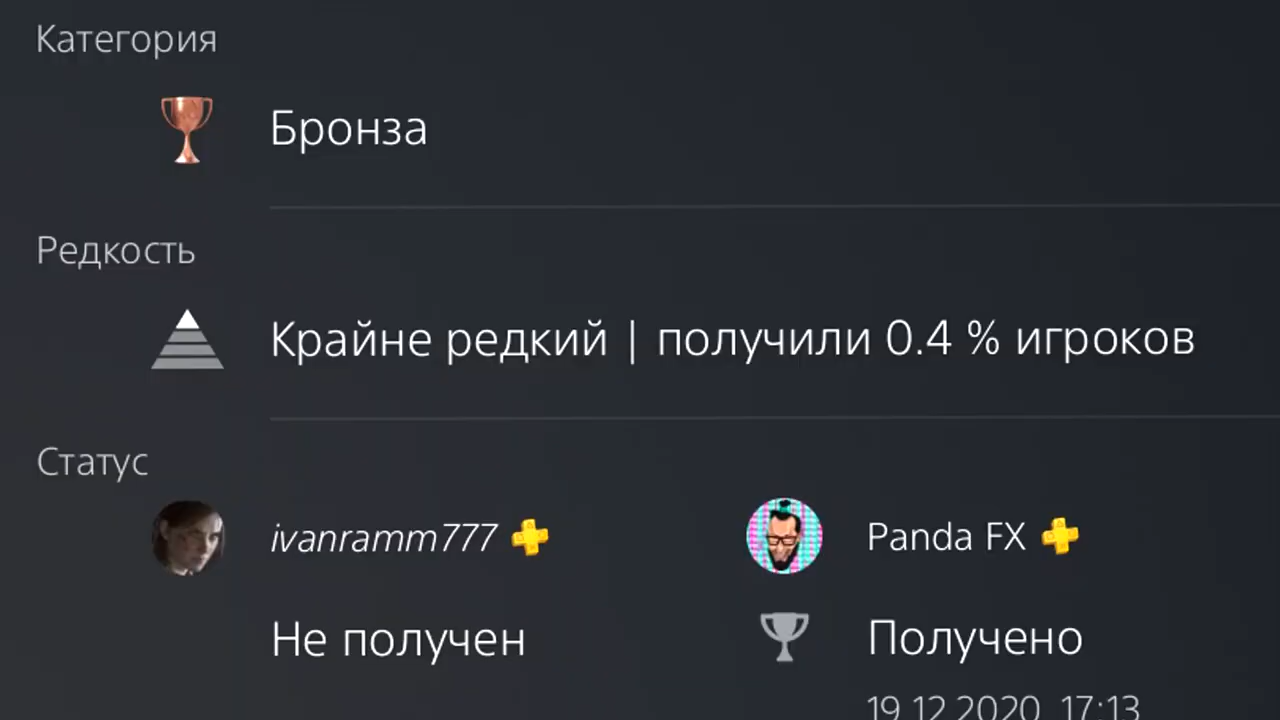 Категория
Бронза
Редкость
Крайне редкий | получили 0.4 % игроков
Статус
ivanramm777
Panda FX
Не получен
Получено
19.12.2020, 17:13